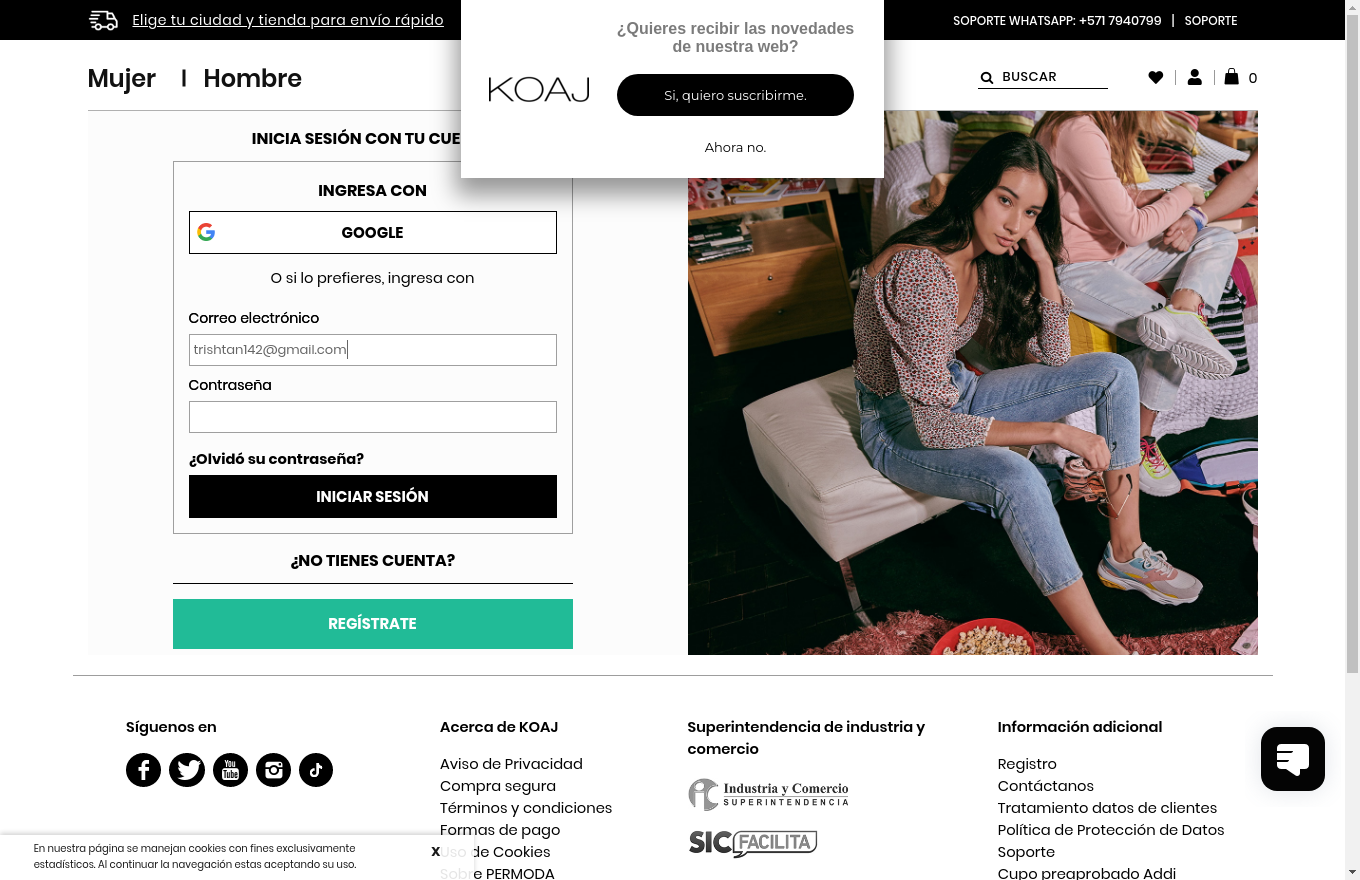 Elige tu ciudad y tienda para envío rápido
SOPORTE WHATSAPP: +571 7940799 | SOPORTE
¿Quieres recibir las novedades
de nuestra web?
KOAJ
Si, quiero suscribirme.
Ahora no.
Mujer | Hombre
BUSCAR
0
INICIA SESIÓN CON TU CUE
INGRESA CON
GOOGLE
O si lo prefieres, ingresa con
Correo electrónico
trishtan142@gmail.com
Contraseña
¿Olvidó su contraseña?
INICIAR SESIÓN
¿NO TIENES CUENTA?
REGÍSTRATE
Síguenos en
You
Tube
Acerca de KOAJ
Aviso de Privacidad
Compra segura
Términos y condiciones
Formas de pago
Uso de Cookies
Sobre PERMODA
Superintendencia de industria y
comercio
Industria y Comercio
SUPERINTENDENCIA
SIC FACILITA
Información adicional
Registro
Contáctanos
Tratamiento datos de clientes
Política de Protección de Datos
Soporte
Cupo preaprobado Addi
En nuestra página se manejan cookies con fines exclusivamente
estadísticos. Al continuar la navegación estas aceptando su uso.
X